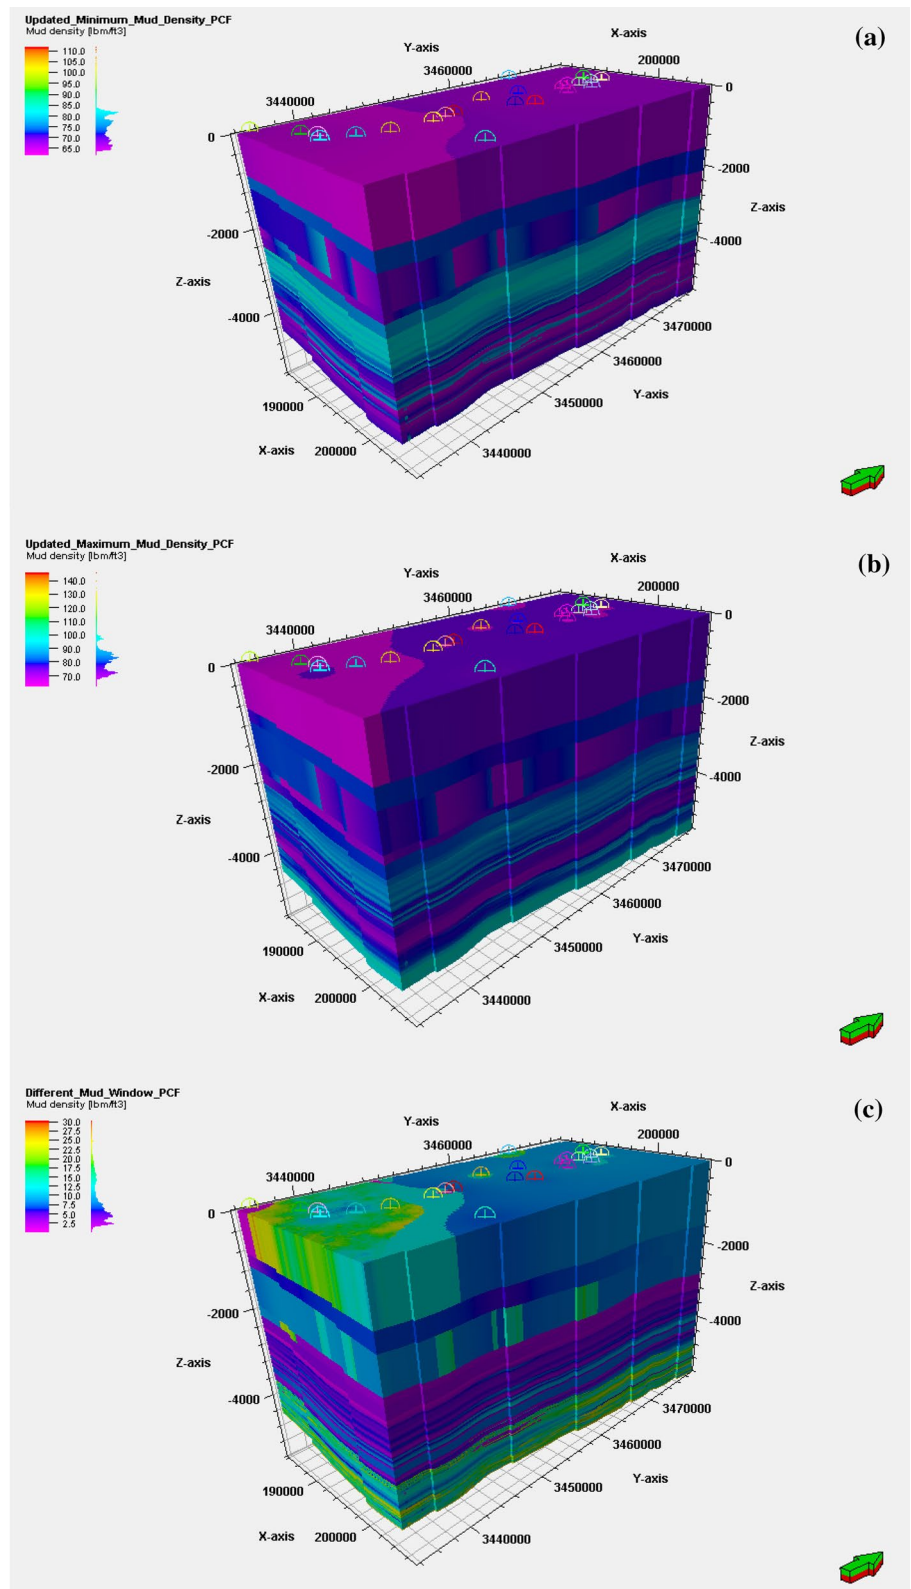 Updated_Minimum_Mud_Density_PCF
Mud density [lbm/ft3]
(a)
110.0
105.0
100.0
95.0
90.0
85.0
80.0
75.0
70.0
65.0
X-axis
Y-axis
200000
3460000
3440000
0
0
-2000
-2000
Z-axis
-4000
Z-axis
-4000
3470000
3460000
Y-axis
190000
3450000
X-axis
200000
3440000
Updated_Maximum_Mud_Density_PCF
Mud density [lbm/ft3]
(b)
140.0
130.0
120.0
110.0
100.0
90.0
80.0
70.0
X-axis
Y-axis
200000
3460000
3440000
0
0
-2000
Z-axis
-2000
-4000
Z-axis
-4000
3470000
3460000
Y-axis
190000
3450000
X-axis
200000
3440000
Different_Mud_Window_PCF
Mud density [lbm/ft3]
(c)
30.0
27.5
25.0
22.5
20.0
17.5
15.0
12.5
10.0
7.5
5.0
2.5
X-axis
Y-axis
200000
3460000
3440000
0
0
-2000
Z-axis
-2000
-4000
Z-axis
-4000
3470000
3460000
Y-axis
190000
3450000
X-axis
200000
3440000